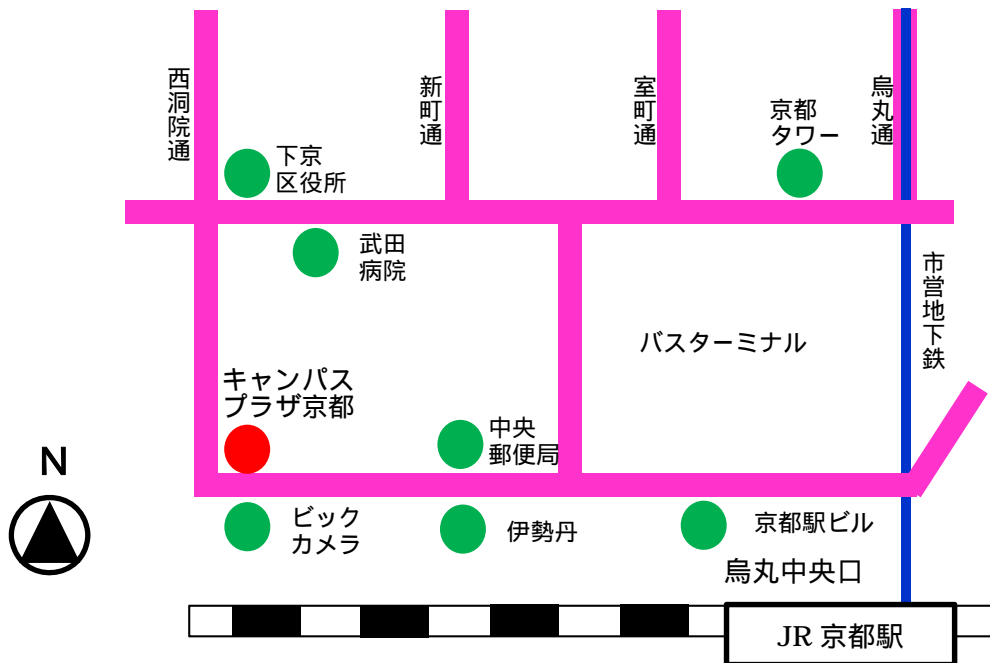 西洞院通
新町通
室町通
京都
タワー
烏丸通
下京
区役所
武田
病院
市営地下鉄
バスターミナル
キャンパス
プラザ京都
中央
郵便局
N
ビック
カメラ
伊勢丹
京都駅ビル
烏丸中央口
JR 京都駅